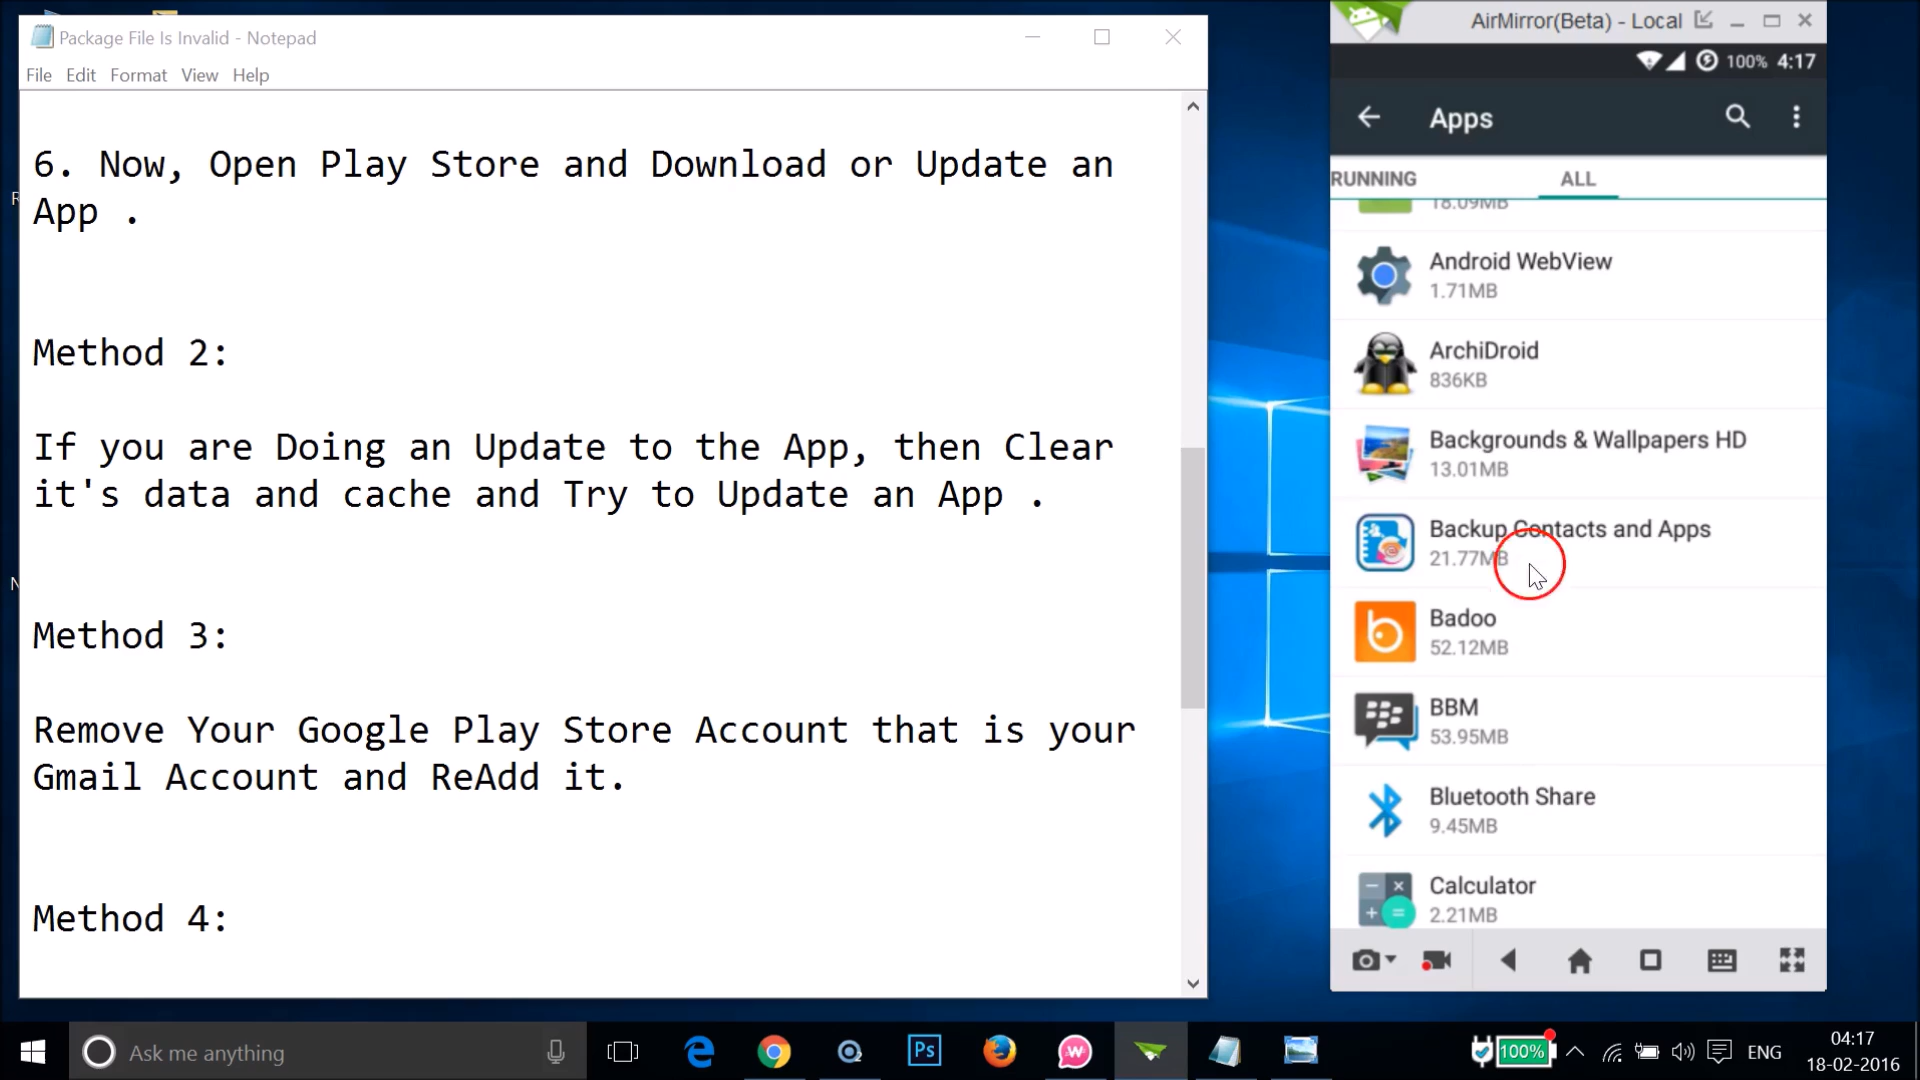 Package File Is Invalid - Notepad
File Edit Format View Help
6. Now, Open Play Store and Download or Update an
App .
Method 2:
If you are Doing an Update to the App, then Clear
it's data and cache and Try to Update an App .
Method 3:
Remove Your Google Play Store Account that is your
Gmail Account and ReAdd it.
Method 4:
AirMirror(Beta) - Local
100% 4:17
Apps
RUNNING ALL
18.09MB
Android WebView
1.71MB
ArchiDroid
836KB
Backgrounds & Wallpapers HD
13.01MB
Backup Contacts and Apps
21.77MB
Badoo
52.12MB
BBM
53.95MB
Bluetooth Share
9.45MB
Calculator
2.21MB
Ask me anything
Ps
W
100%
ENG
04:17
18-02-2016